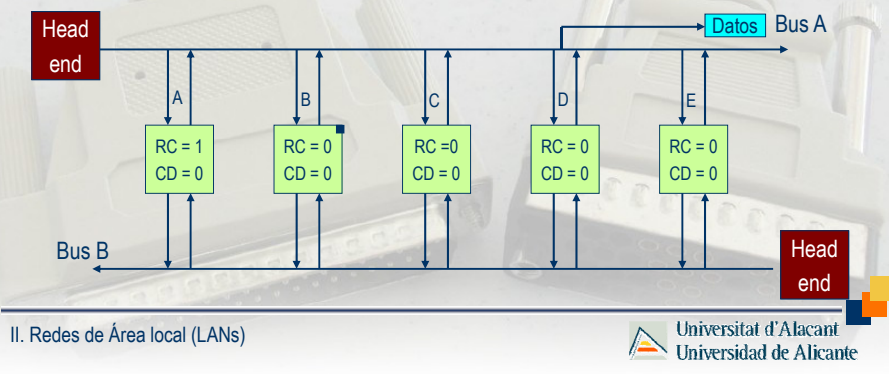 Head
end
Datos
Bus A
A
B
C
D
E
RC = 1
CD = 0
RC = 0
CD = 0
RC =0
CD = 0
RC = 0
CD = 0
RC = 0
CD = 0
Bus B
Head
end
II. Redes de Área local (LANs)
Universitat d'Alacant
Universidad de Alicante